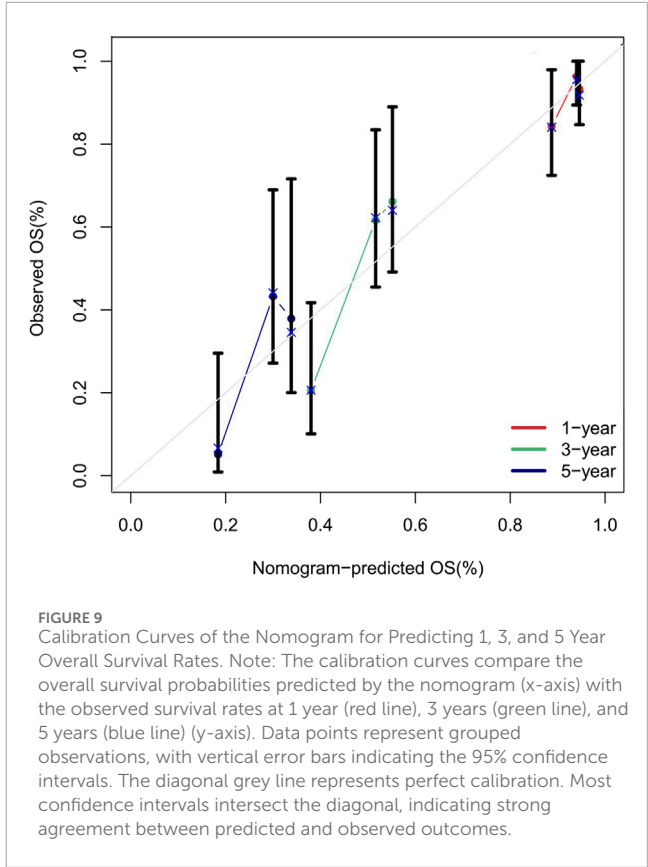 1.0
0.8
0.6
0.4
0.2
0.0
Observed OS(%)
1−year
3−year
5−year
0.0 0.2 0.4 0.6 0.8 1.0
Nomogram−predicted OS(%)
FIGURE 9
Calibration Curves of the Nomogram for Predicting 1, 3, and 5 Year
Overall Survival Rates. Note: The calibration curves compare the
overall survival probabilities predicted by the nomogram (x-axis) with
the observed survival rates at 1 year (red line), 3 years (green line), and
5 years (blue line) (y-axis). Data points represent grouped
observations, with vertical error bars indicating the 95% confidence
intervals. The diagonal grey line represents perfect calibration. Most
confidence intervals intersect the diagonal, indicating strong
agreement between predicted and observed outcomes.